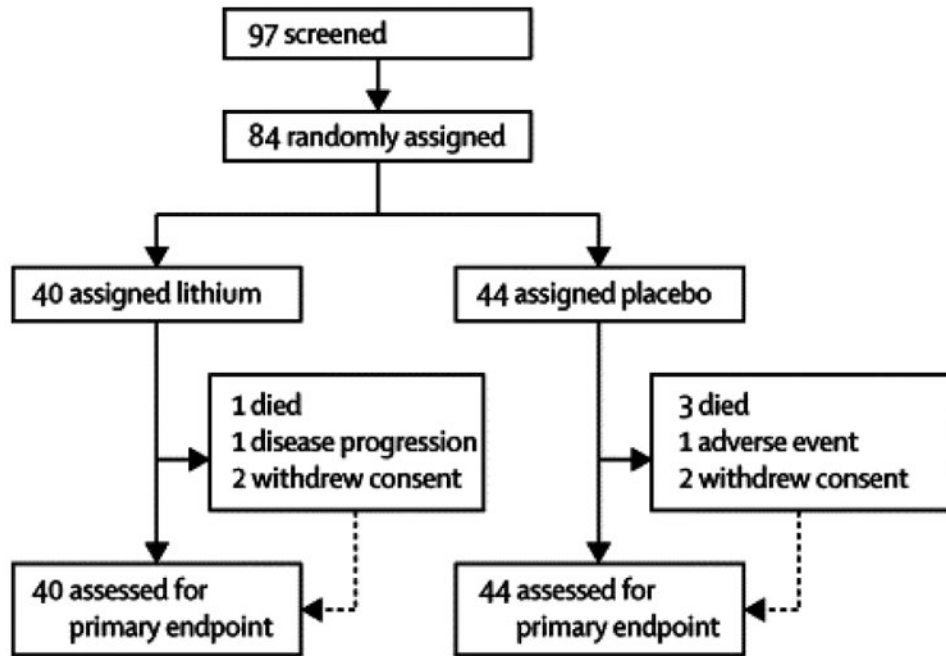 97 screened
84 randomly assigned
40 assigned lithium
44 assigned placebo
1 died
1 disease progression
2 withdrew consent
3 died
1 adverse event
2 withdrew consent
40 assessed for
primary endpoint
44 assessed for
primary endpoint